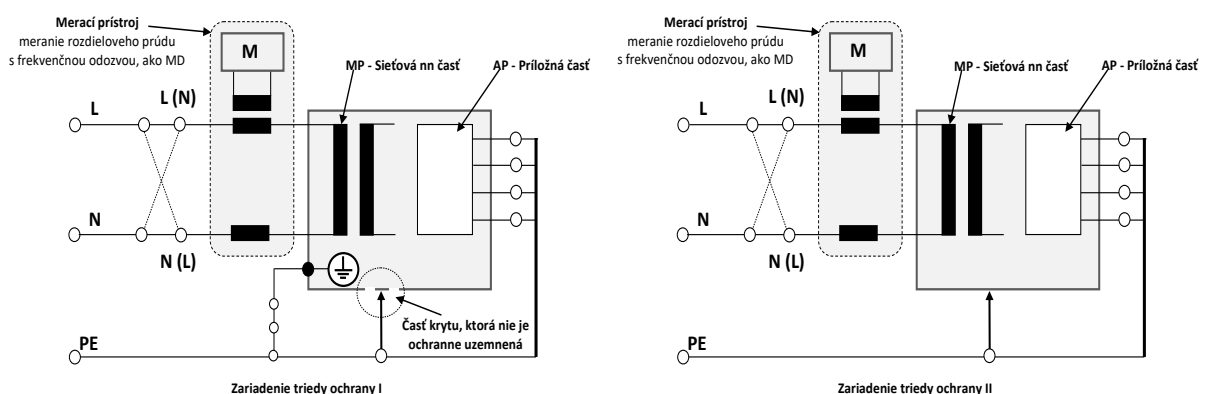 Merací prístroj
meranie rozdieloveho prúdu
s frekvenčnou odozvou, ako MD
M
MP - Sieťová nn časť
AP - Príložná časť
L
L (N)
N
N (L)
Časť krytu, ktorá nie je
ochranne uzemnená
PE
Zariadenie triedy ochrany I
Merací prístroj
meranie rozdieloveho prúdu
s frekvenčnou odozvou, ako MD
M
MP - Sieťová nn časť
AP - Príložná časť
L
L (N)
N
N (L)
PE
Zariadenie triedy ochrany II